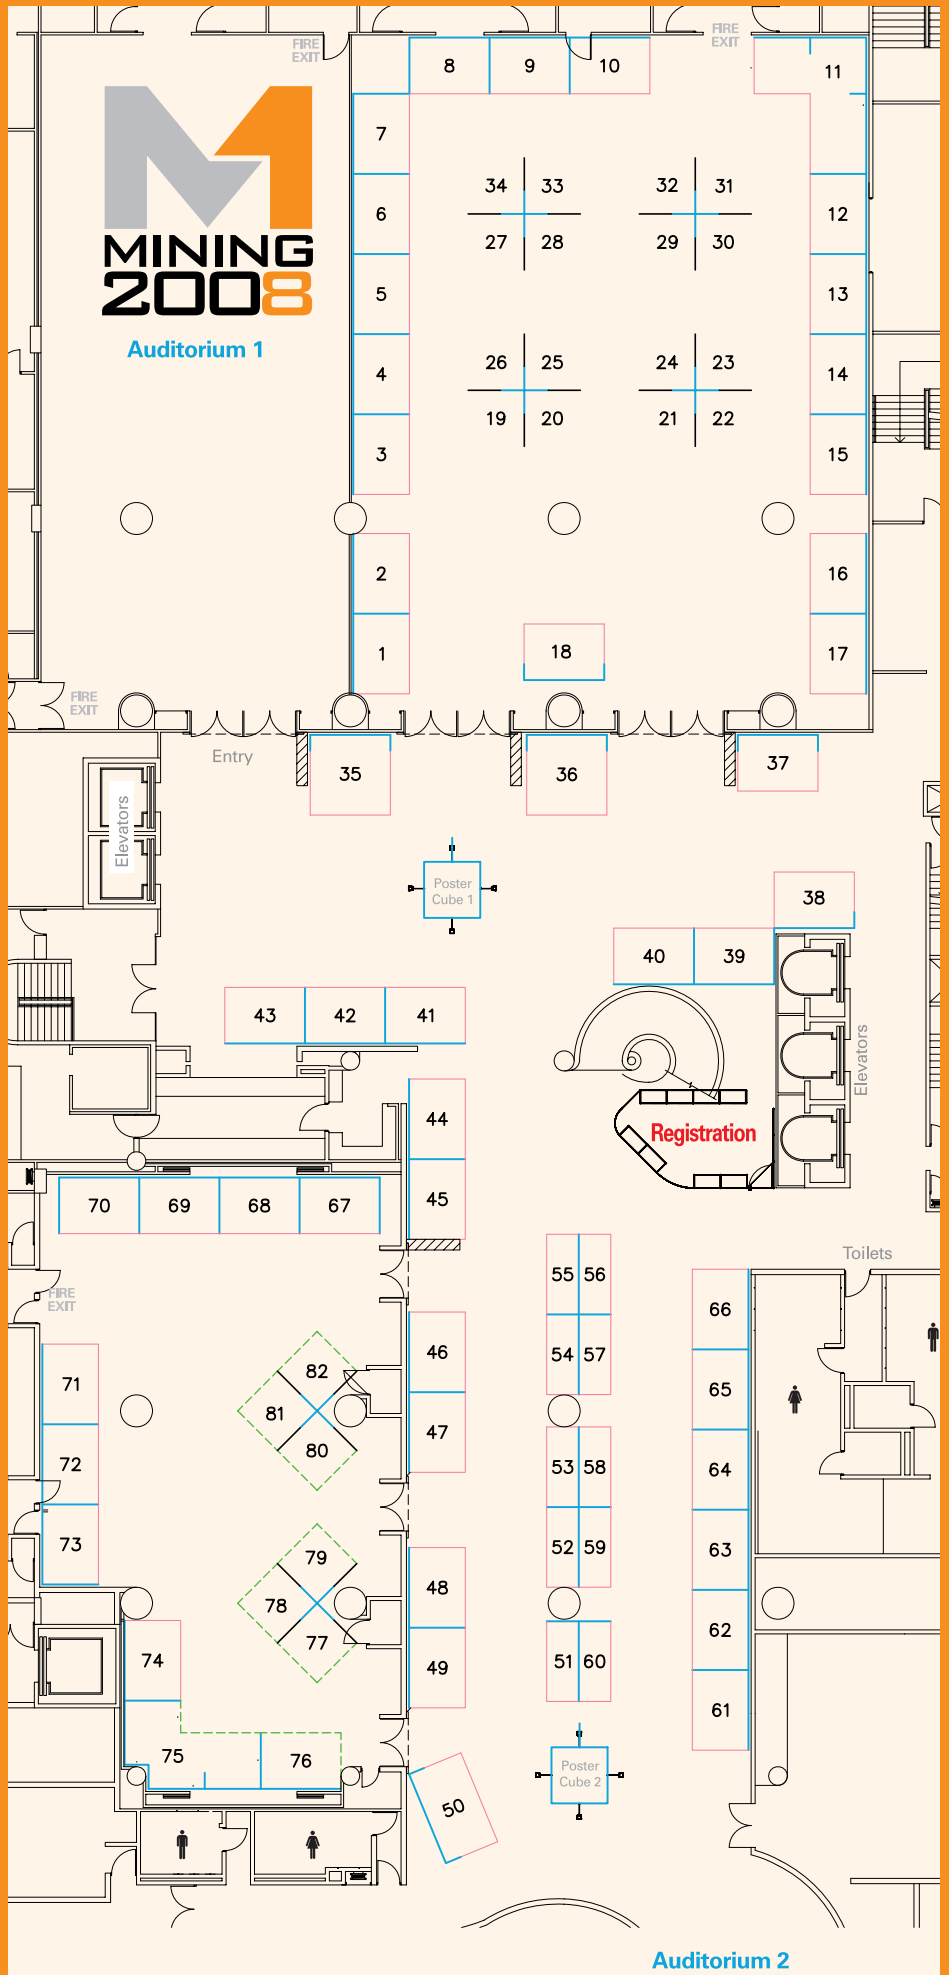 FIRE
EXIT
FIRE
EXIT
8 9 10 11
7
MINING
2008
Auditorium 1
34 33 32 31
6 12
27 28 29 30
5 13
26 25 24 23
4 14
19 20 21 22
3 15
2 16
1 18 17
FIRE
EXIT
Entry
35 36 37
Elevators
Poster
Cube 1
38
40 39
43 42 41
Elevators
44
Registration
45
70 69 68 67
Toilets
55 56
FIRE
EXIT
66
46 54 57
82
71 65
81
47
80
72 53 58 64
73 52 59 63
79
78 48
77
62
74 49 51 60
61
75 76
Poster
Cube 2
50
Auditorium 2